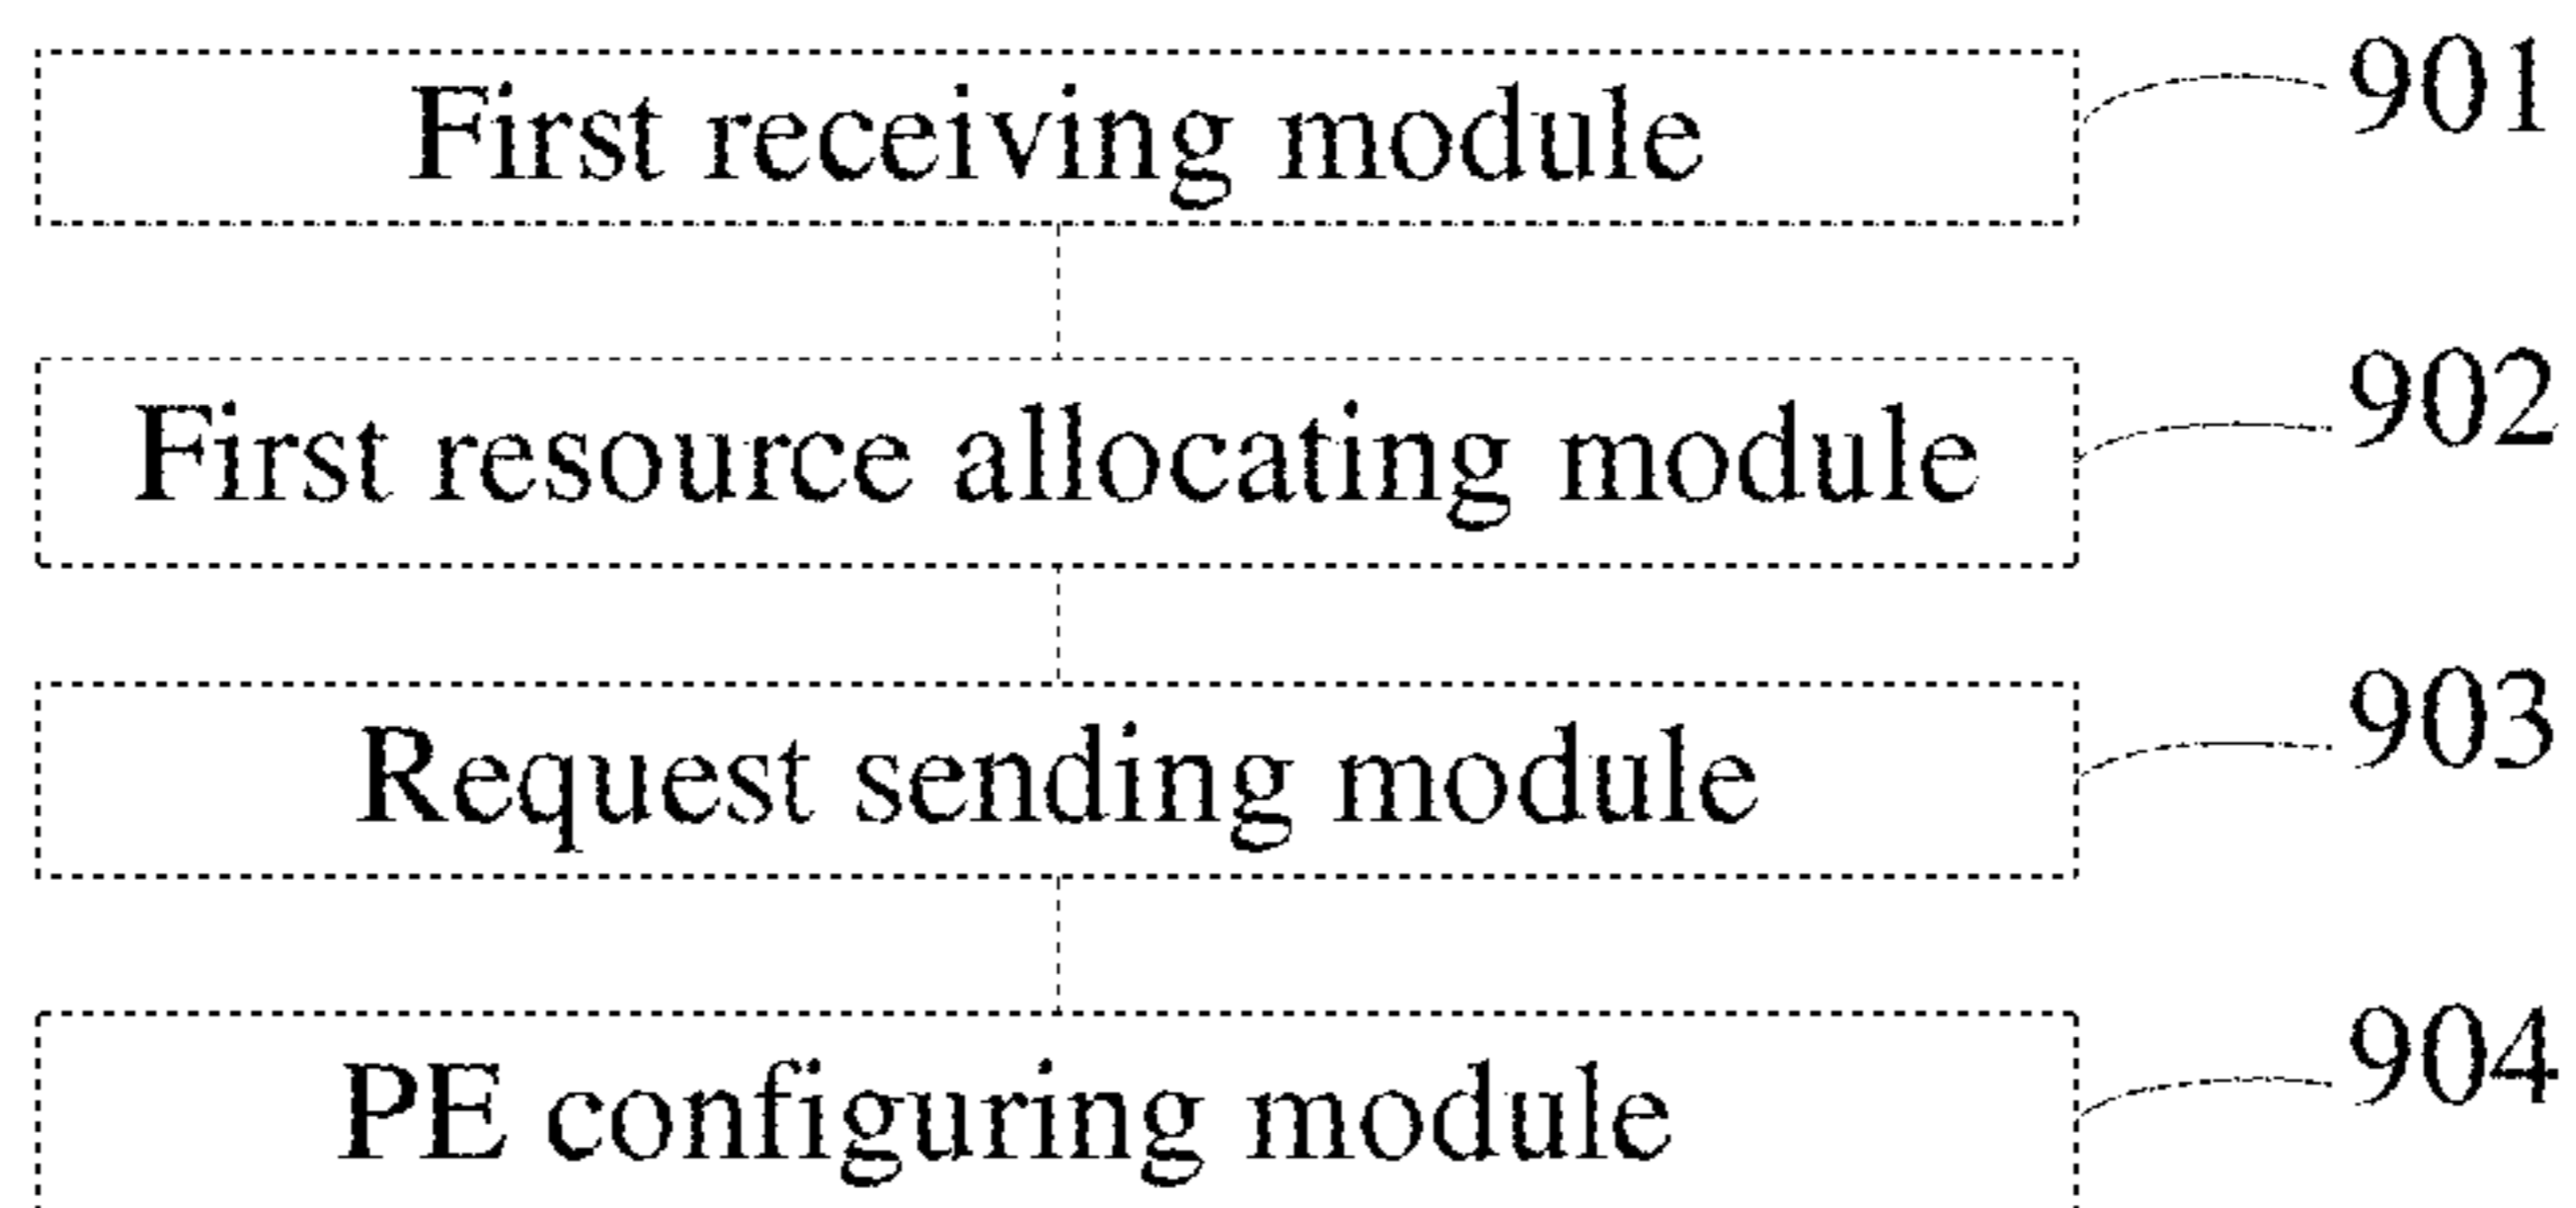 First receiving module 901
First resource allocating module 902
Request sending module 903
PE configuring module 904